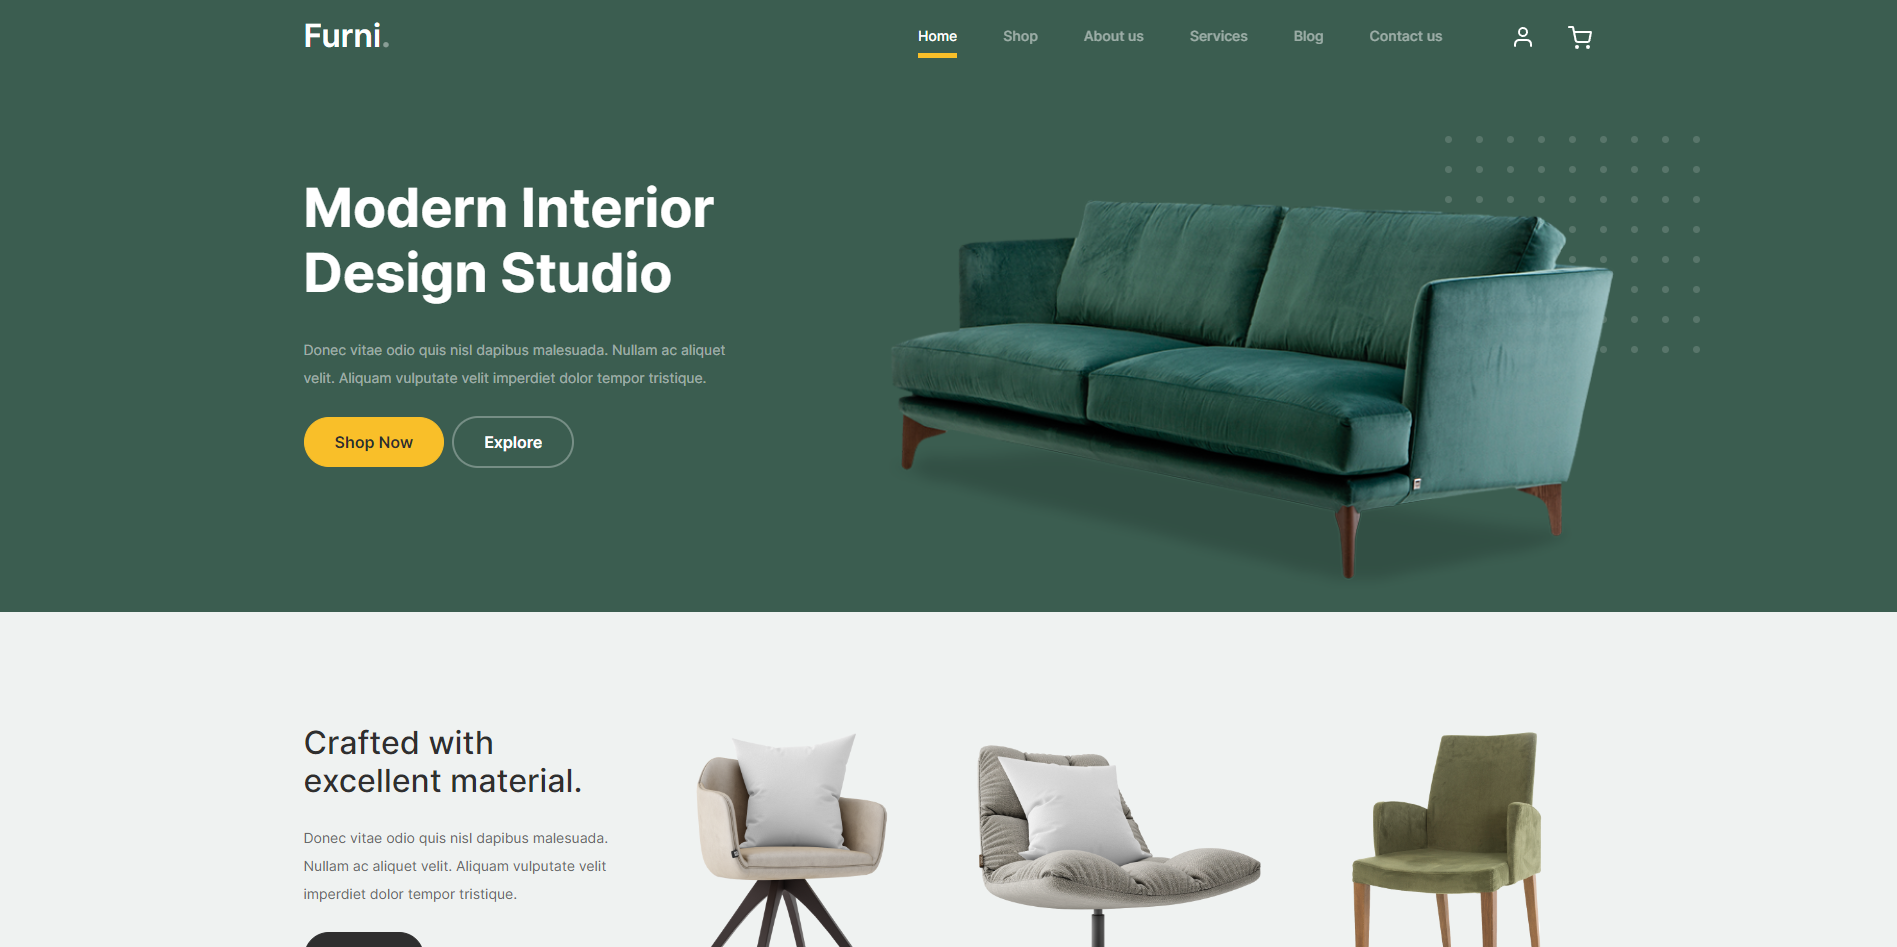 Furni.
Home
Shop
About us
Services
Blog
Contact us
Modern Interior
Design Studio
Donec vitae odio quis nisl dapibus malesuada. Nullam ac aliquet
velit. Aliquam vulputate velit imperdiet dolor tempor tristique.
Shop Now
Explore
Crafted with
excellent material.
Donec vitae odio quis nisl dapibus malesuada.
Nullam ac aliquet velit. Aliquam vulputate velit
imperdiet dolor tempor tristique.